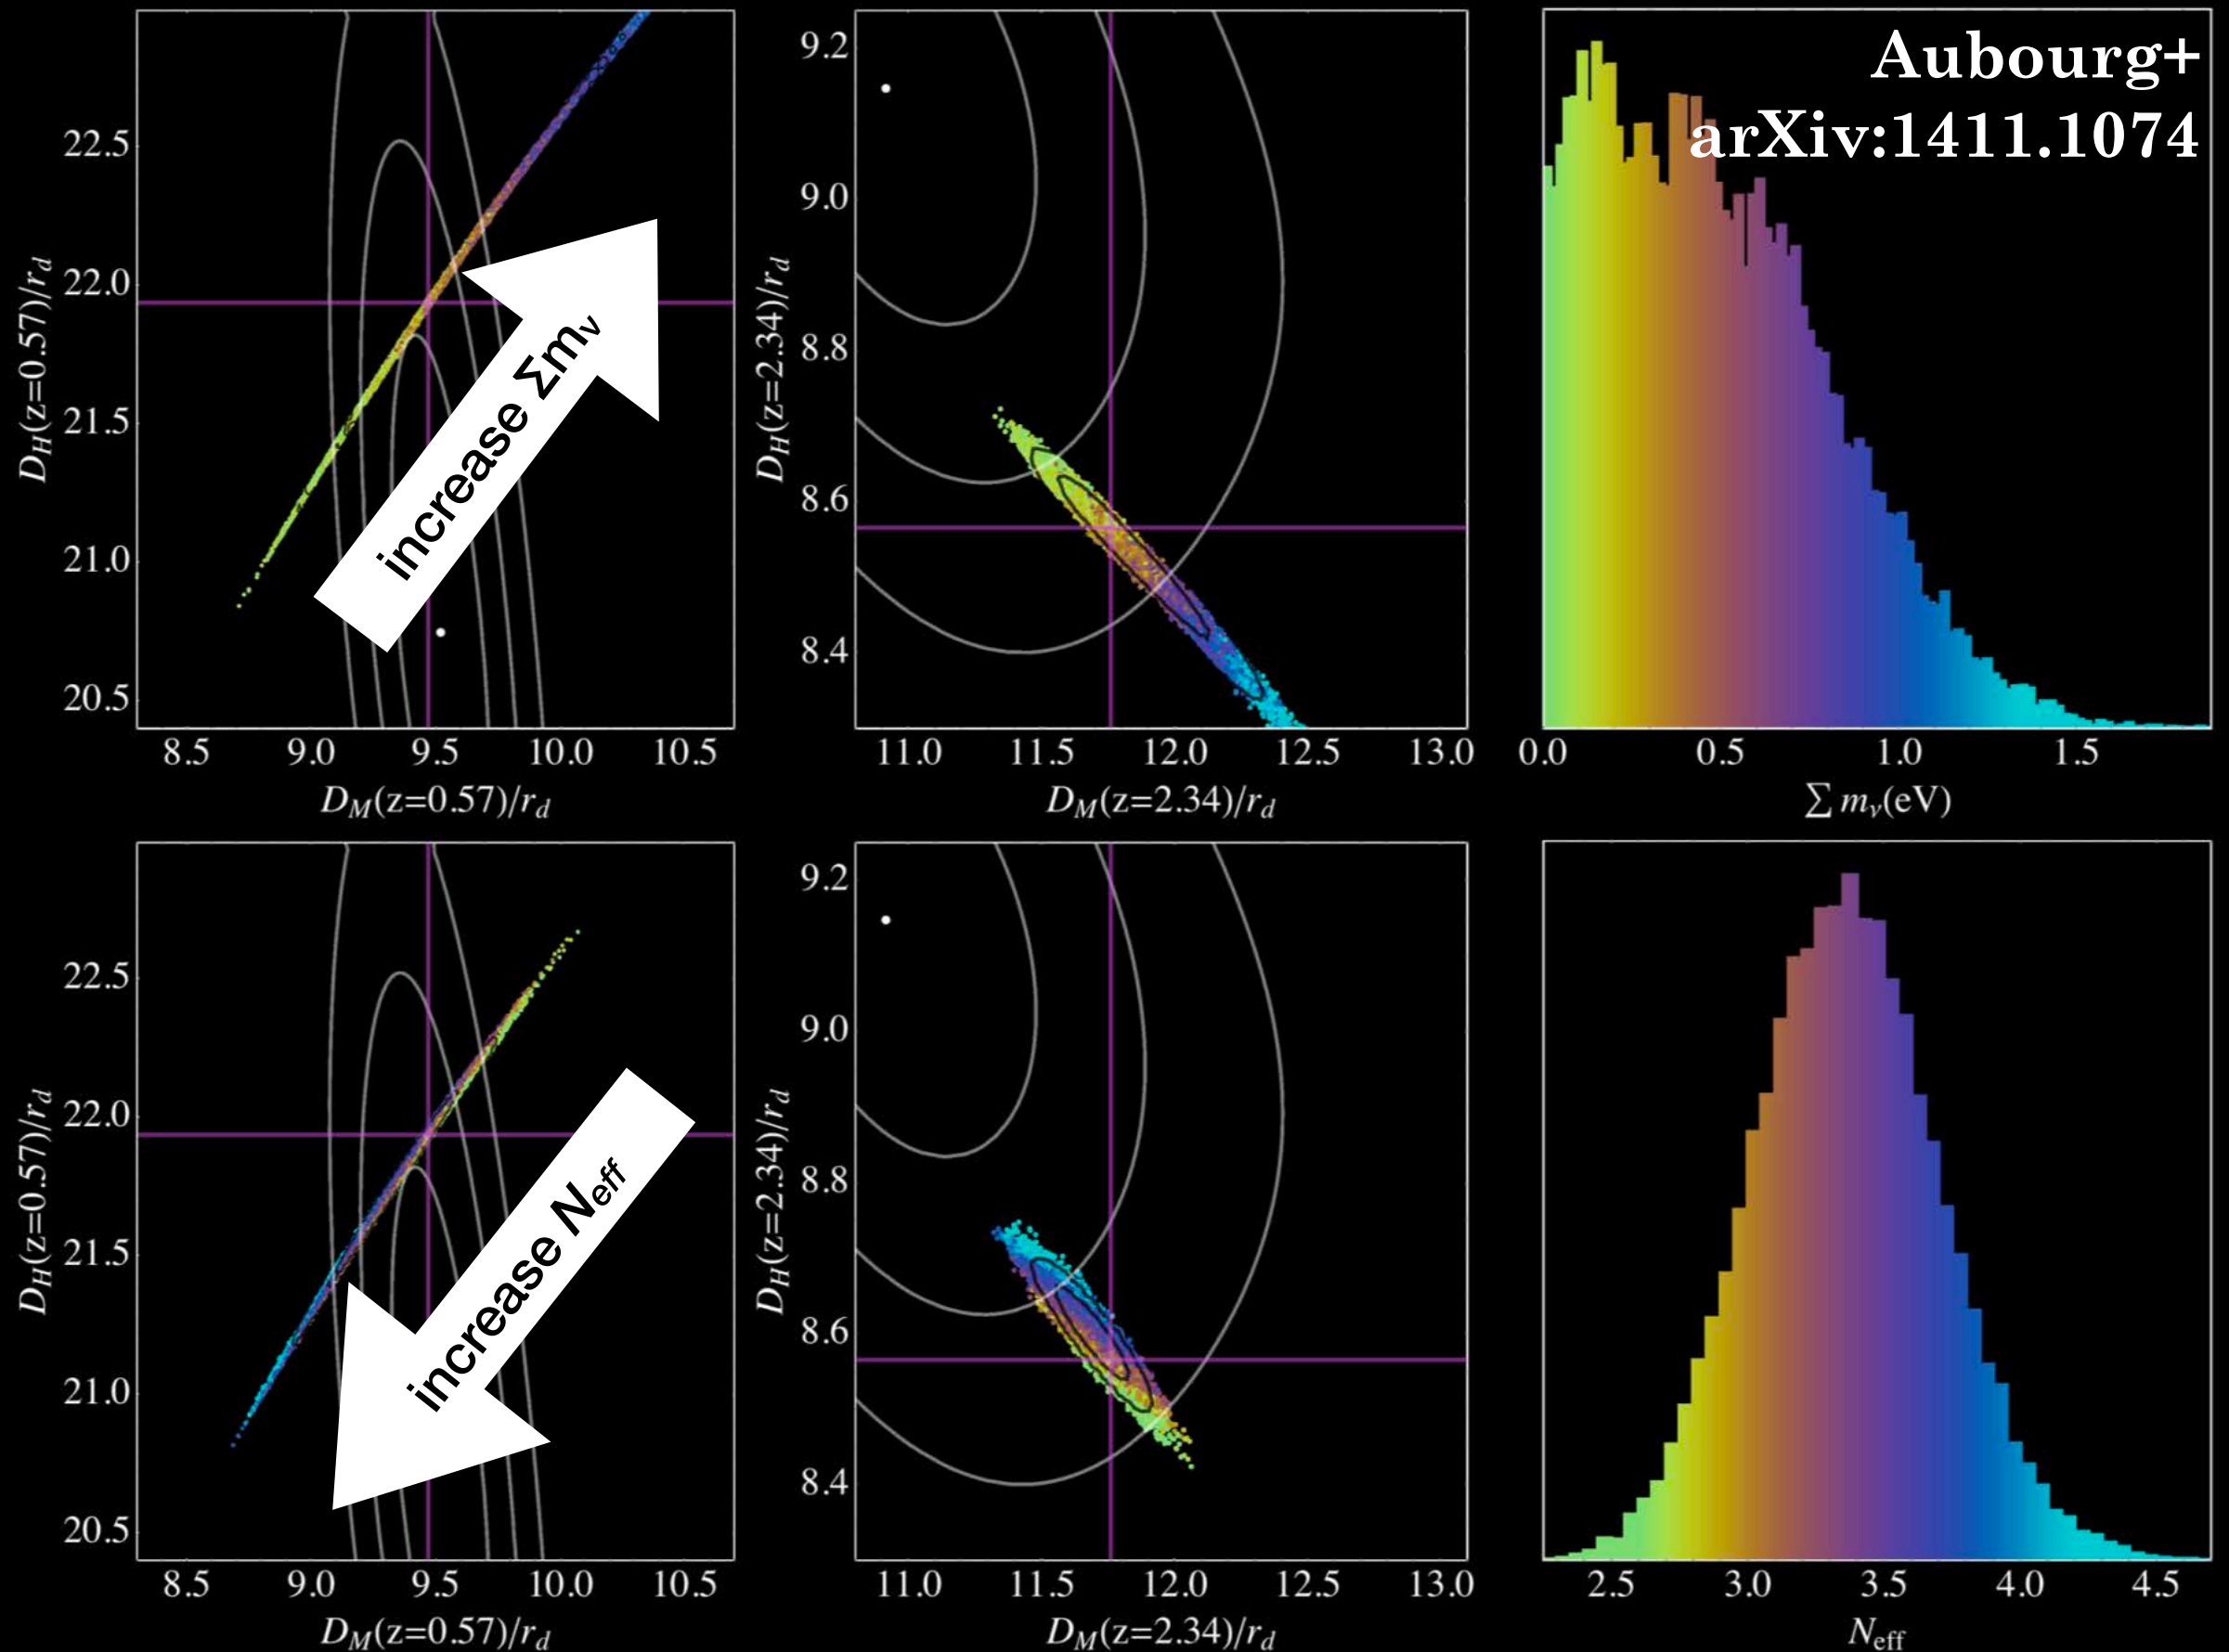 Aubourg+
arXiv:1411.1074
D_H(z=0.57)/r_d
22.5
22.0
21.5
21.0
20.5
increase Σmν
8.5 9.0 9.5 10.0 10.5
D_M(z=0.57)/r_d
D_H(z=2.34)/r_d
9.2
9.0
8.8
8.6
8.4
11.0 11.5 12.0 12.5 13.0
D_M(z=2.34)/r_d
0.0 0.5 1.0 1.5
∑ m_ν(eV)
D_H(z=0.57)/r_d
22.5
22.0
21.5
21.0
20.5
increase N_eff
8.5 9.0 9.5 10.0 10.5
D_M(z=0.57)/r_d
D_H(z=2.34)/r_d
9.2
9.0
8.8
8.6
8.4
11.0 11.5 12.0 12.5 13.0
D_M(z=2.34)/r_d
2.5 3.0 3.5 4.0 4.5
N_eff